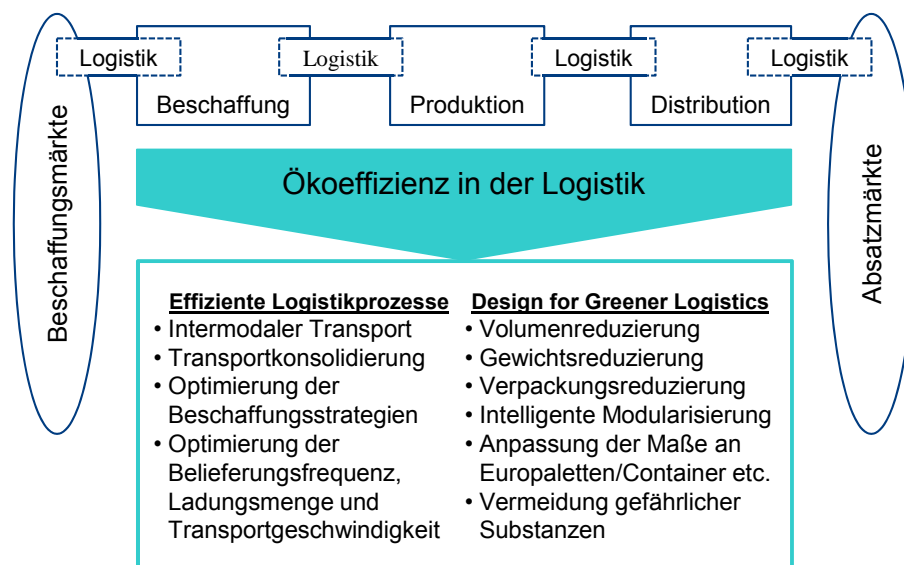 Logistik
Logistik
Logistik
Logistik
Beschaffung
Produktion
Distribution
Beschaffungsmärkte
Absatzmärkte
Ökoeffizienz in der Logistik
Effiziente Logistikprozesse
• Intermodaler Transport
• Transportkonsolidierung
• Optimierung der
Beschaffungsstrategien
• Optimierung der
Belieferungsfrequenz,
Ladungsmenge und
Transportgeschwindigkeit
Design for Greener Logistics
• Volumenreduzierung
• Gewichtsreduzierung
• Verpackungsreduzierung
• Intelligente Modularisierung
• Anpassung der Maße an
Europaletten/Container etc.
• Vermeidung gefährlicher
Substanzen